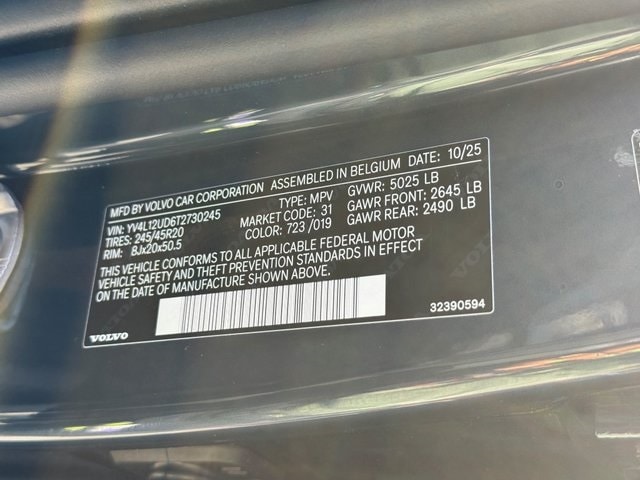 MFD BY VOLVO CAR CORPORATION ASSEMBLED IN BELGIUM DATE: 10/25
VIN: YV4L12UD6T2730245 TYPE: MPV GVWR: 5025 LB
TIRES: 245/45R20 MARKET CODE: 31 GAWR FRONT: 2645 LB
RIM: 8Jx20x50.5 COLOR: 723 /019 GAWR REAR: 2490 LB
THIS VEHICLE CONFORMS TO ALL APPLICABLE FEDERAL MOTOR
VEHICLE SAFETY AND THEFT PREVENTION STANDARDS IN EFFECT
ON THE DATE OF MANUFACTURE SHOWN ABOVE.
32390594
VOLVO